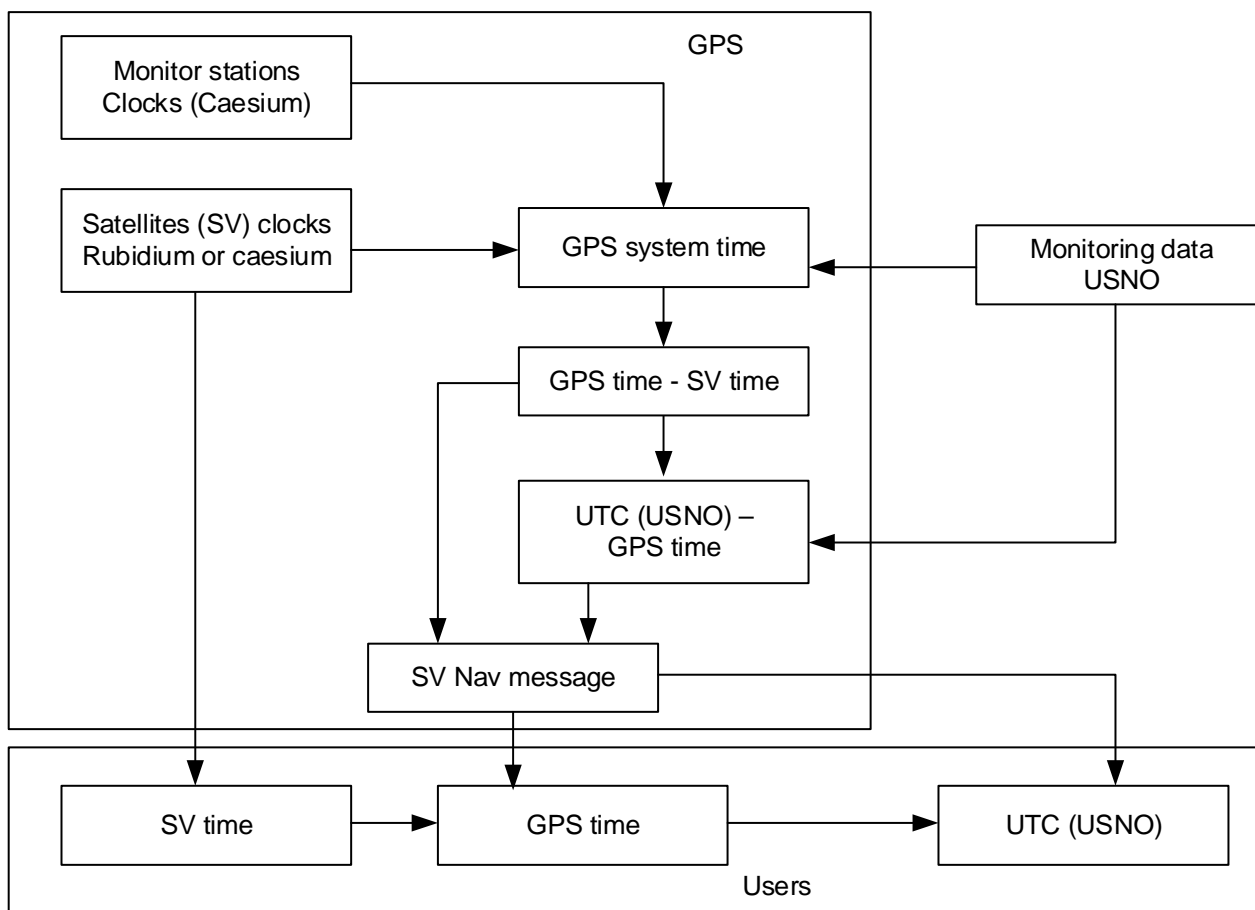 GPS
Monitor stations
Clocks (Caesium)
Satellites (SV) clocks
Rubidium or caesium
GPS system time
Monitoring data
USNO
GPS time - SV time
UTC (USNO) –
GPS time
SV Nav message
SV time
GPS time
UTC (USNO)
Users